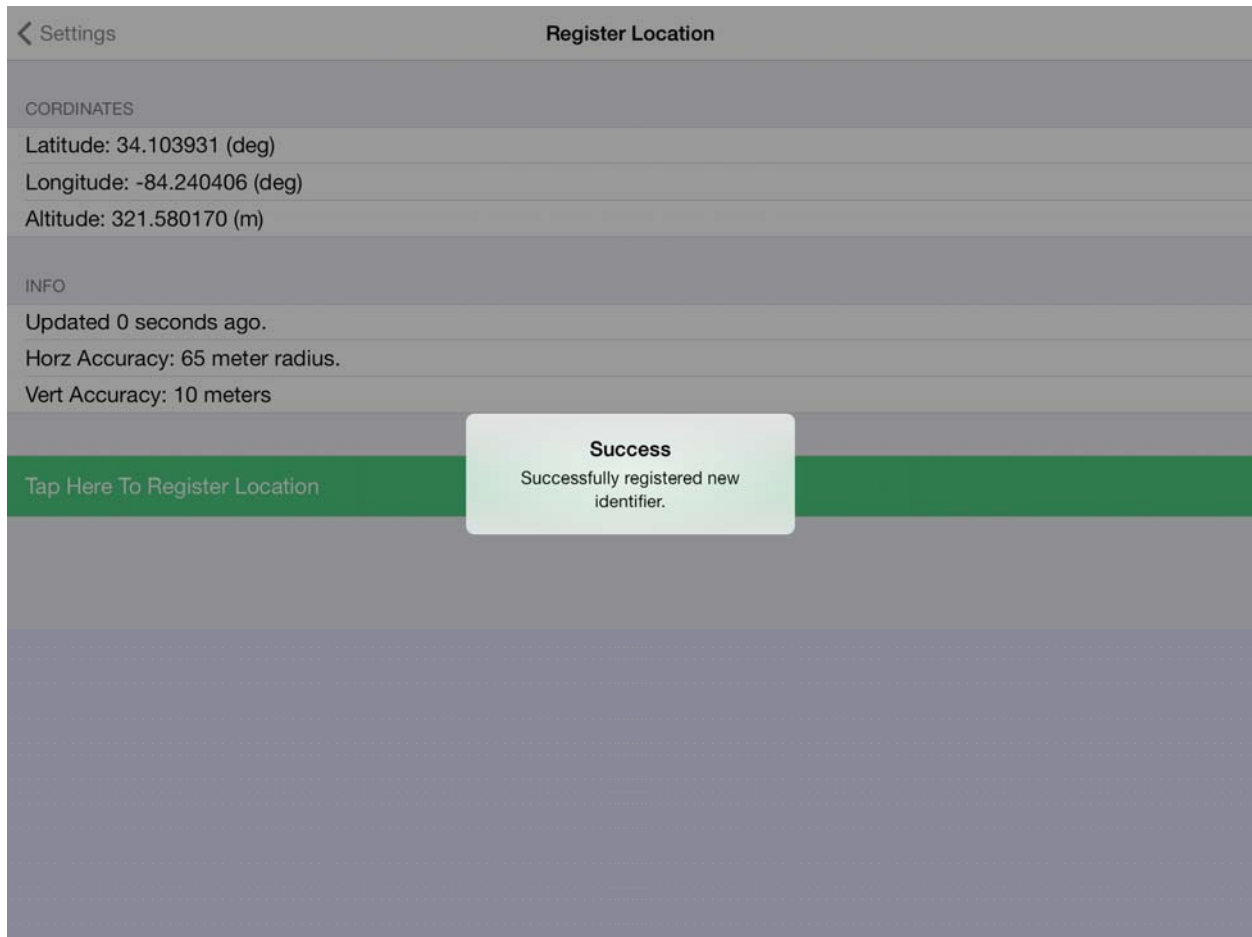 Settings
Register Location
CORDINATES
Latitude: 34.103931 (deg)
Longitude: -84.240406 (deg)
Altitude: 321.580170 (m)
INFO
Updated 0 seconds ago.
Horz Accuracy: 65 meter radius.
Vert Accuracy: 10 meters
Success
Successfully registered new
identifier.
Tap Here To Register Location